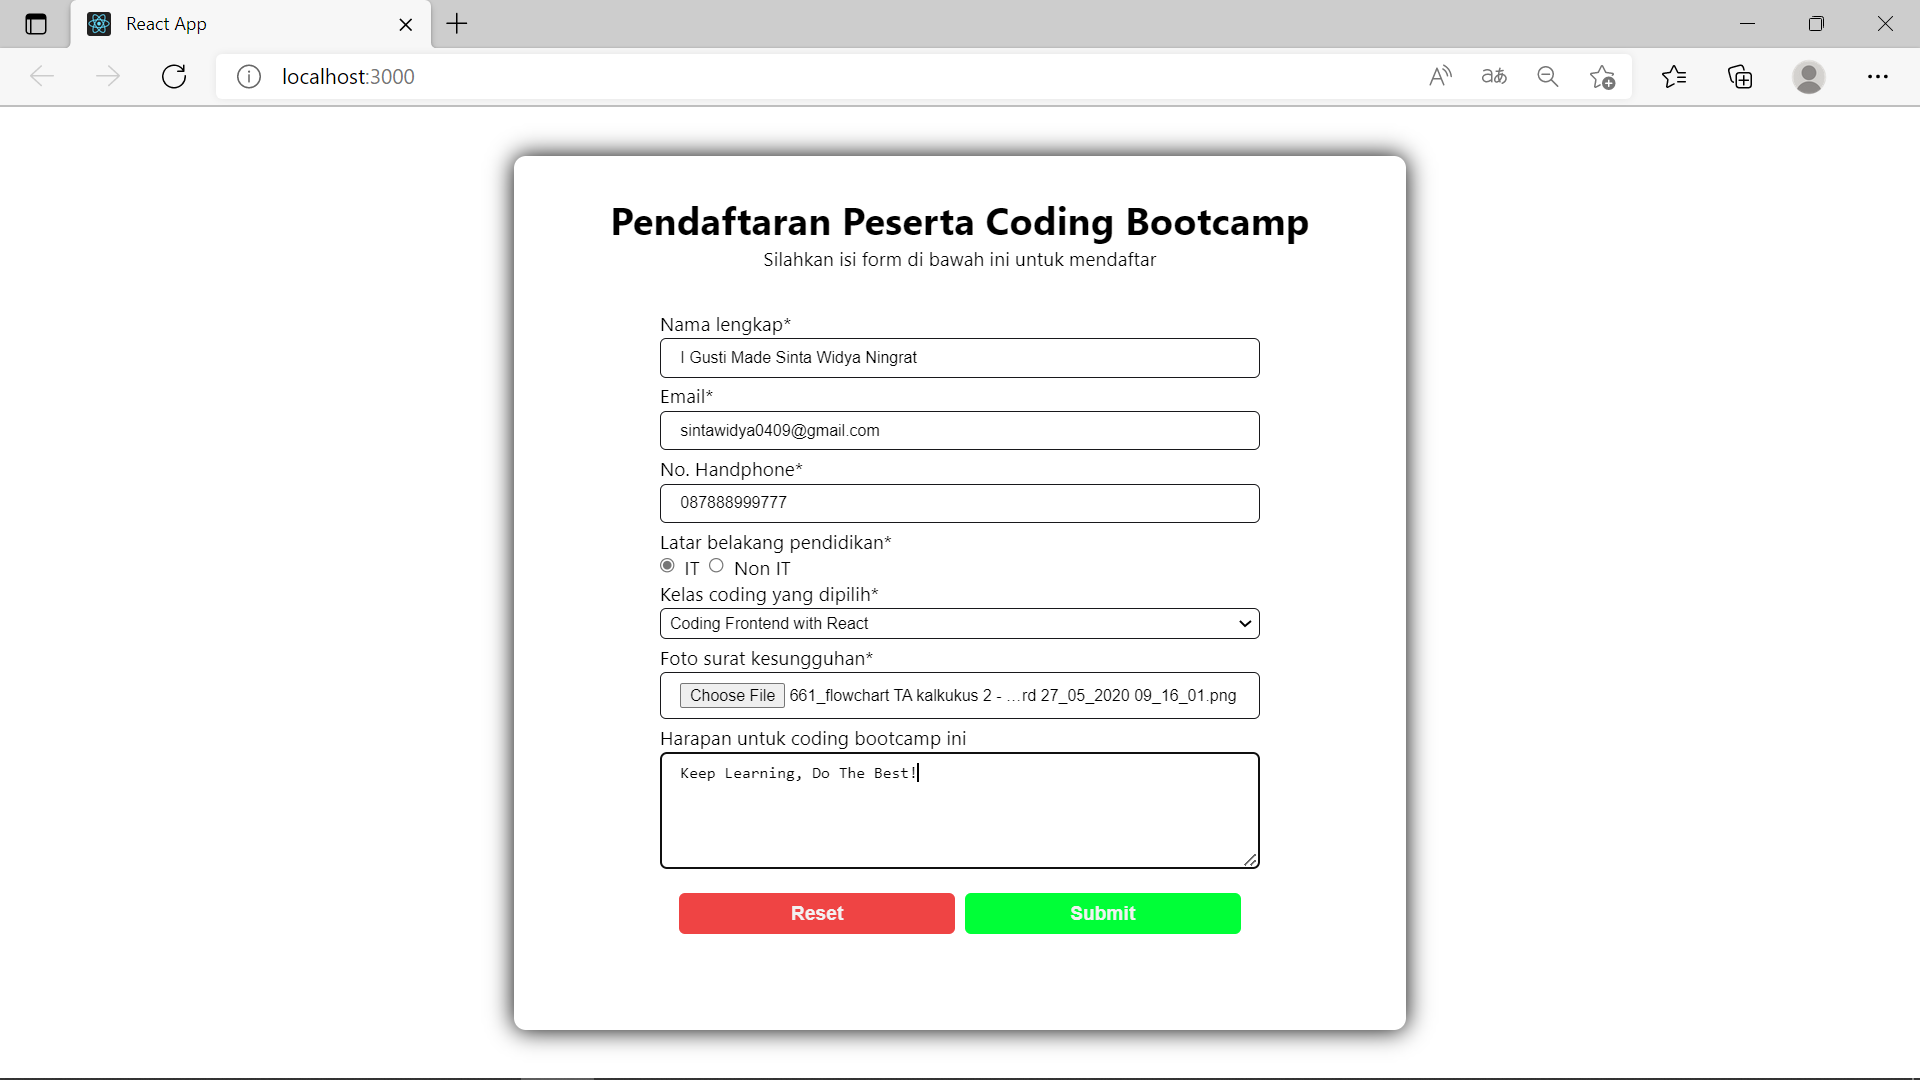 React App
localhost:3000
Pendaftaran Peserta Coding Bootcamp
Silahkan isi form di bawah ini untuk mendaftar
Nama lengkap*
I Gusti Made Sinta Widya Ningrat
Email*
sintawidya0409@gmail.com
No. Handphone*
087888999777
Latar belakang pendidikan*
IT Non IT
Kelas coding yang dipilih*
Coding Frontend with React
Foto surat kesungguhan*
Choose File 661_flowchart TA kalkukus 2 - ...rd 27_05_2020 09_16_01.png
Harapan untuk coding bootcamp ini
Keep Learning, Do The Best!
Reset Submit